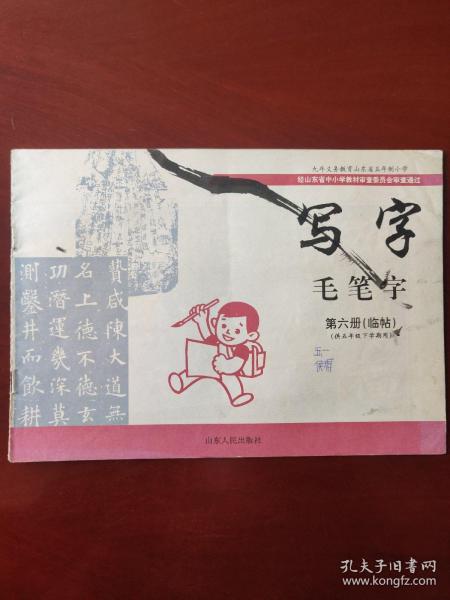 九年义务教育山东省五年制小学
经山东省中小学教材审查委员会审查通过
写字
毛笔字
第六册(临帖)
(供五年级下学期用)
五一
贊咸陳大道無
名上德不德玄
功潛運幾深莫
測鑿井而飲耕
山东人民出版社
孔夫子旧书网
www.kongfz.com